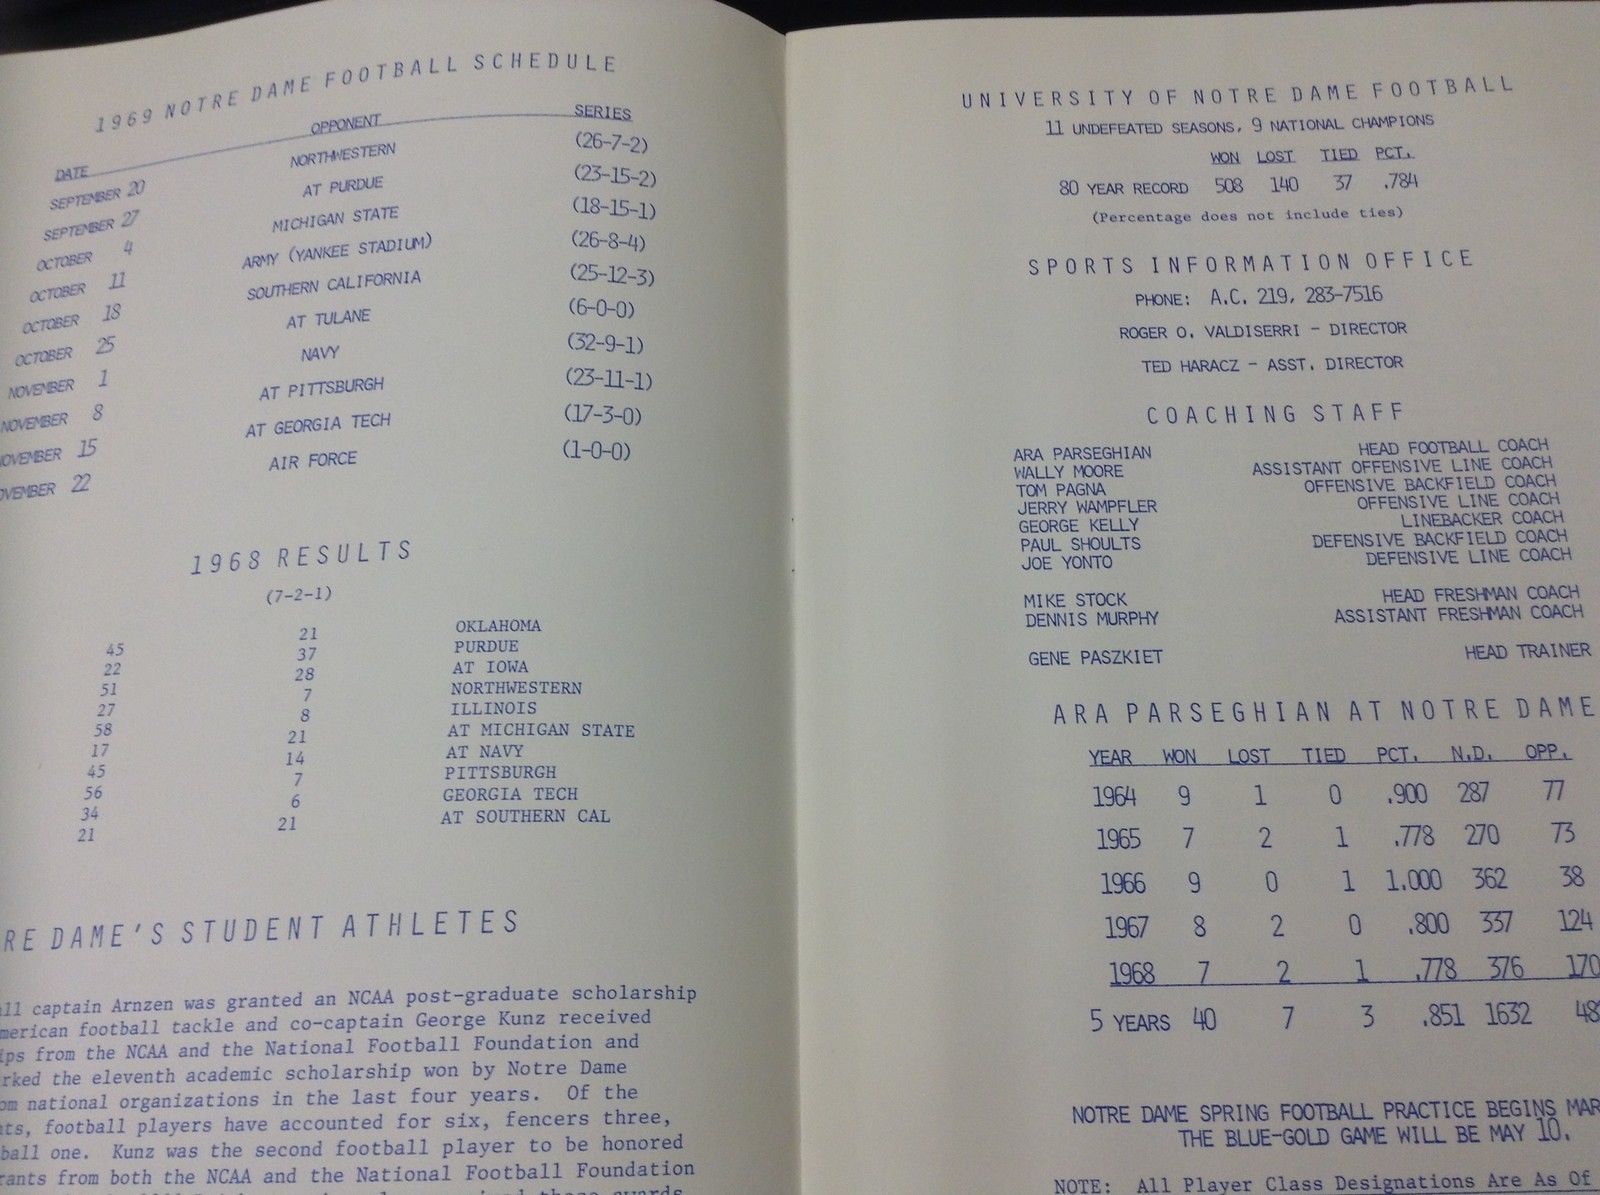 1969 NOTRE DAME FOOTBALL SCHEDULE
DATE OPPONENT SERIES
SEPTEMBER 20 NORTHWESTERN (26-7-2)
SEPTEMBER 27 AT PURDUE (23-15-2)
OCTOBER 4 MICHIGAN STATE (18-15-1)
OCTOBER 11 ARMY (YANKEE STADIUM) (26-8-4)
OCTOBER 18 SOUTHERN CALIFORNIA (25-12-3)
OCTOBER 25 AT TULANE (6-0-0)
NOVEMBER 1 NAVY (32-9-1)
NOVEMBER 8 AT PITTSBURGH (23-11-1)
NOVEMBER 15 AT GEORGIA TECH (17-3-0)
OVEMBER 22 AIR FORCE (1-0-0)
1968 RESULTS
(7-2-1)
45 21 OKLAHOMA
22 37 PURDUE
51 28 AT IOWA
27 7 NORTHWESTERN
58 8 ILLINOIS
17 21 AT MICHIGAN STATE
45 14 AT NAVY
56 7 PITTSBURGH
34 6 GEORGIA TECH
21 21 AT SOUTHERN CAL
RE DAME'S STUDENT ATHLETES
all captain Arnzen was granted an NCAA post-graduate scholarship
merican football tackle and co-captain George Kunz received
ips from the NCAA and the National Football Foundation and
rked the eleventh academic scholarship won by Notre Dame
om national organizations in the last four years. Of the
ts, football players have accounted for six, fencers three,
ball one. Kunz was the second football player to be honored
rants from both the NCAA and the National Football Foundation
these awards
UNIVERSITY OF NOTRE DAME FOOTBALL
11 UNDEFEATED SEASONS, 9 NATIONAL CHAMPIONS
WON LOST TIED PCT.
80 YEAR RECORD 508 140 37 .784
(Percentage does not include ties)
SPORTS INFORMATION OFFICE
PHONE: A.C. 219, 283-7516
ROGER O. VALDISERRI - DIRECTOR
TED HARACZ - ASST. DIRECTOR
COACHING STAFF
ARA PARSEGHIAN HEAD FOOTBALL COACH
WALLY MOORE ASSISTANT OFFENSIVE LINE COACH
TOM PAGNA OFFENSIVE BACKFIELD COACH
JERRY WAMPFLER OFFENSIVE LINE COACH
GEORGE KELLY LINEBACKER COACH
PAUL SHOULTS DEFENSIVE BACKFIELD COACH
JOE YONTO DEFENSIVE LINE COACH
MIKE STOCK HEAD FRESHMAN COACH
DENNIS MURPHY ASSISTANT FRESHMAN COACH
GENE PASZKIET HEAD TRAINER
ARA PARSEGHIAN AT NOTRE DAME
YEAR WON LOST TIED PCT. N.D. OPP.
1964 9 1 0 .900 287 77
1965 7 2 1 .778 270 73
1966 9 0 1 1.000 362 38
1967 8 2 0 .800 337 124
1968 7 2 1 .778 376 170
5 YEARS 40 7 3 .851 1632 48
NOTRE DAME SPRING FOOTBALL PRACTICE BEGINS MAR
THE BLUE-GOLD GAME WILL BE MAY 10.
NOTE: All Player Class Designations Are As Of